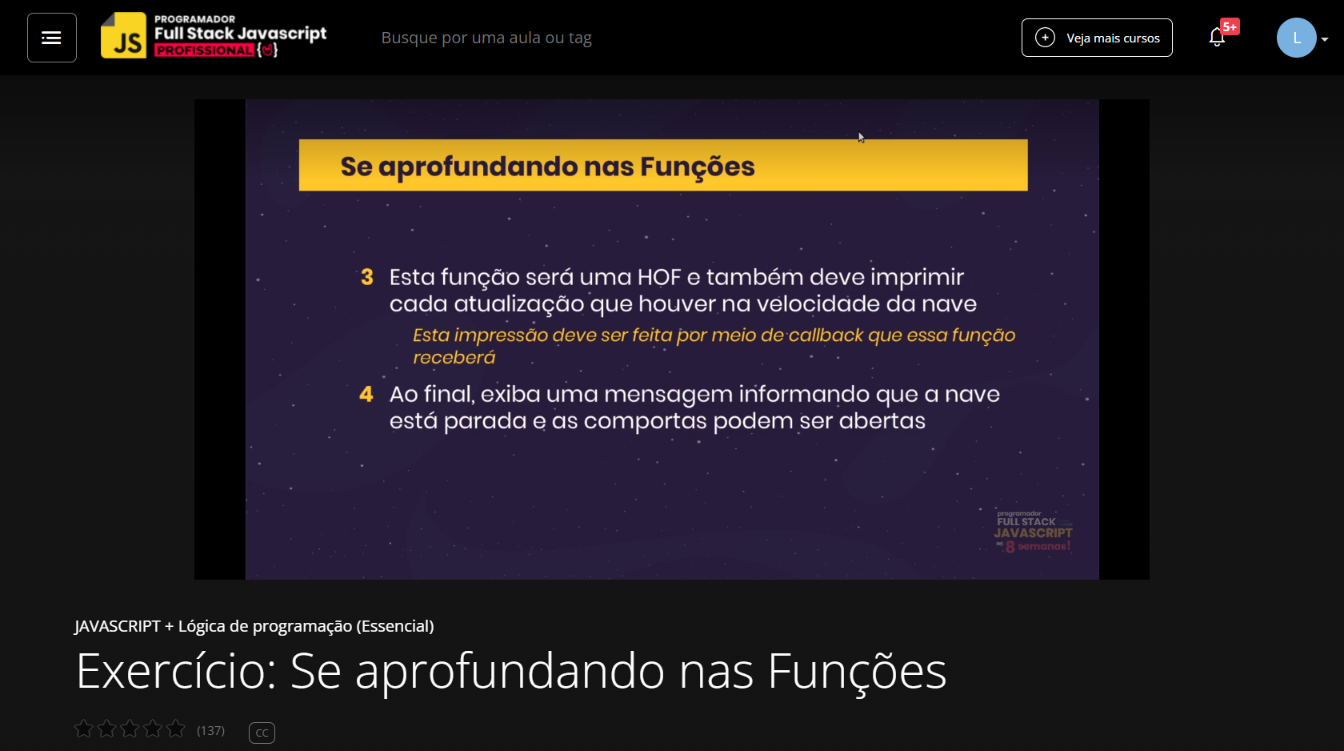 PROGRAMADOR
JS Full Stack Javascript
PROFISSIONAL { }
Busque por uma aula ou tag
+ Veja mais cursos
5+
L
Se aprofundando nas Funções
3 Esta função será uma HOF e também deve imprimir
cada atualização que houver na velocidade da nave
Esta impressão deve ser feita por meio de callback que essa função
receberá
4 Ao final, exiba uma mensagem informando que a nave
está parada e as comportas podem ser abertas
programador
FULL STACK
JAVASCRIPT
em 8 semanas!
JAVASCRIPT + Lógica de programação (Essencial)
Exercício: Se aprofundando nas Funções
(137) CC